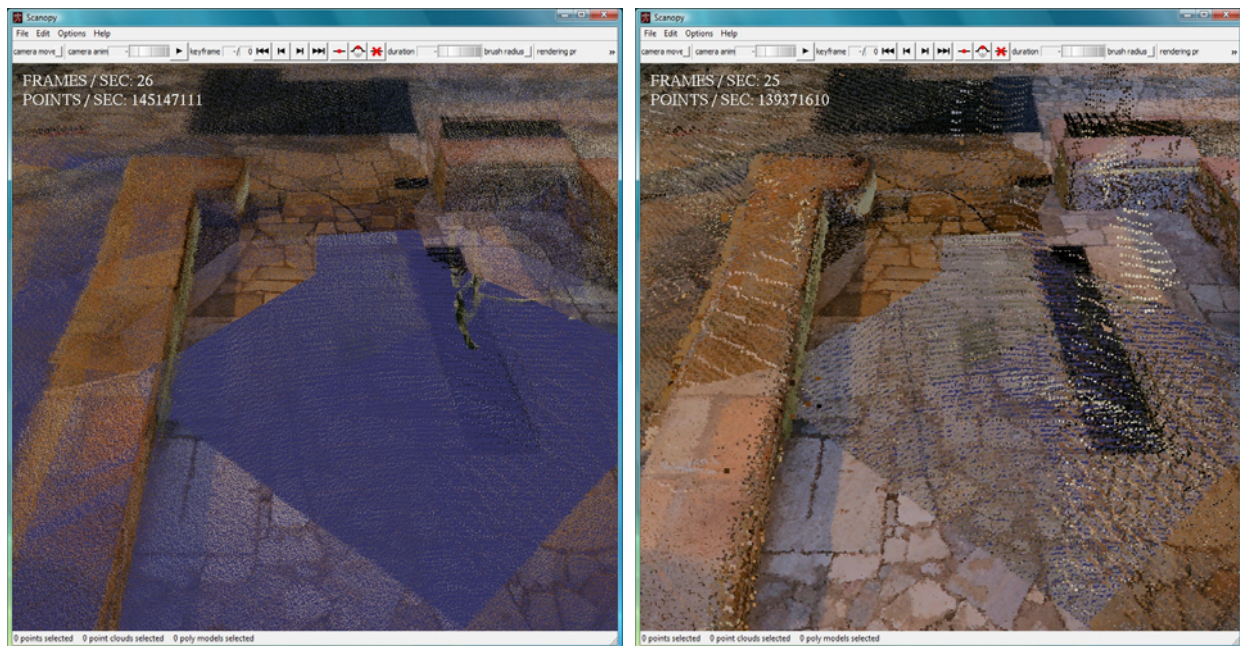 Scanopy
File Edit Options Help
camera move camera anim - keyframe -/ 0 duration - brush radius rendering pr »
FRAMES / SEC: 26
POINTS / SEC: 145147111
0 points selected 0 point clouds selected 0 poly models selected
Scanopy
File Edit Options Help
camera move camera anim - keyframe -/ 0 duration - brush radius rendering pr »
FRAMES / SEC: 25
POINTS / SEC: 139371610
0 points selected 0 point clouds selected 0 poly models selected